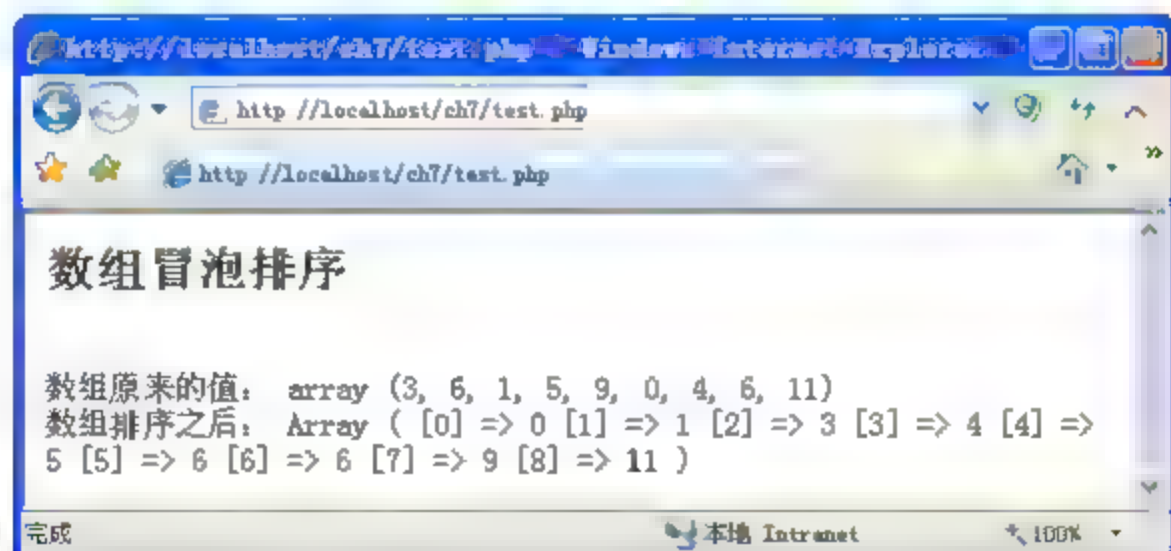 http://localhost/ch7/test.php - Windows Internet Explorer
http //localhost/ch7/test.php
http //localhost/ch7/test.php
数组冒泡排序
数组原来的值： array (3, 6, 1, 5, 9, 0, 4, 6, 11)
数组排序之后： Array ( [0] => 0 [1] => 1 [2] => 3 [3] => 4 [4] =>
5 [5] => 6 [6] => 6 [7] => 9 [8] => 11 )
完成 本地 Intranet 100%